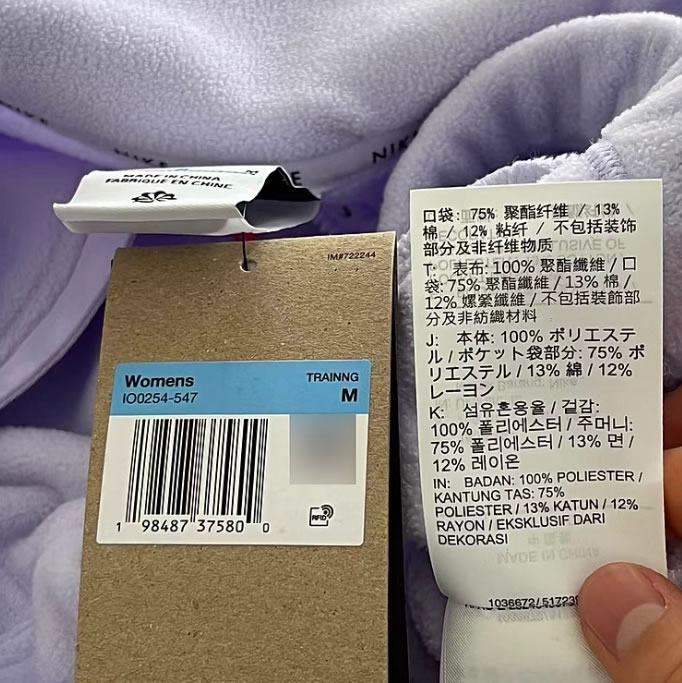 NIKE
MADE IN CHINA
FABRIQUE EN CHINE
IM#722244
Womens
IO0254-547
TRAINNG
M
1 98487 37580 0
RFID
口袋: 75% 聚酯纤维 / 13%
棉 / 12% 粘纤 / 不包括装饰
部分及非纤维物质
T: 表布: 100% 聚酯纖維 / 口
袋: 75% 聚酯纖維 / 13% 棉 /
12% 嫘縈纖維 / 不包括裝飾部
分及非紡織材料
J: 本体: 100% ポリエステ
ル / ポケット袋部分: 75% ポ
リエステル / 13% 綿 / 12%
レーヨン
K: 섬유혼용율 / 겉감:
100% 폴리에스터 / 주머니:
75% 폴리에스터 / 13% 면 /
12% 레이온
IN: BADAN: 100% POLIESTER /
KANTUNG TAS: 75%
POLIESTER / 13% KATUN / 12%
RAYON / EKSKLUSIF DARI
DEKORASI
1036672/517239